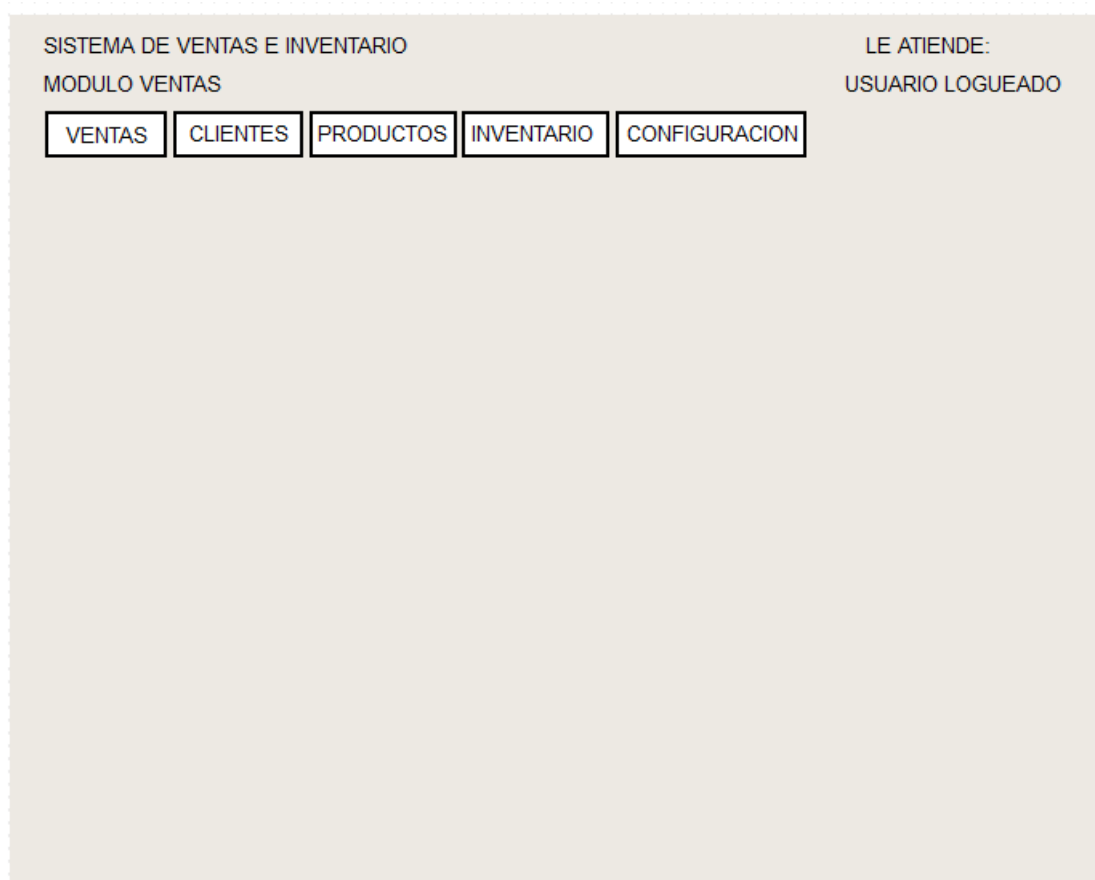 SISTEMA DE VENTAS E INVENTARIO
LE ATIENDE:
MODULO VENTAS
USUARIO LOGUEADO
VENTAS
CLIENTES
PRODUCTOS
INVENTARIO
CONFIGURACION